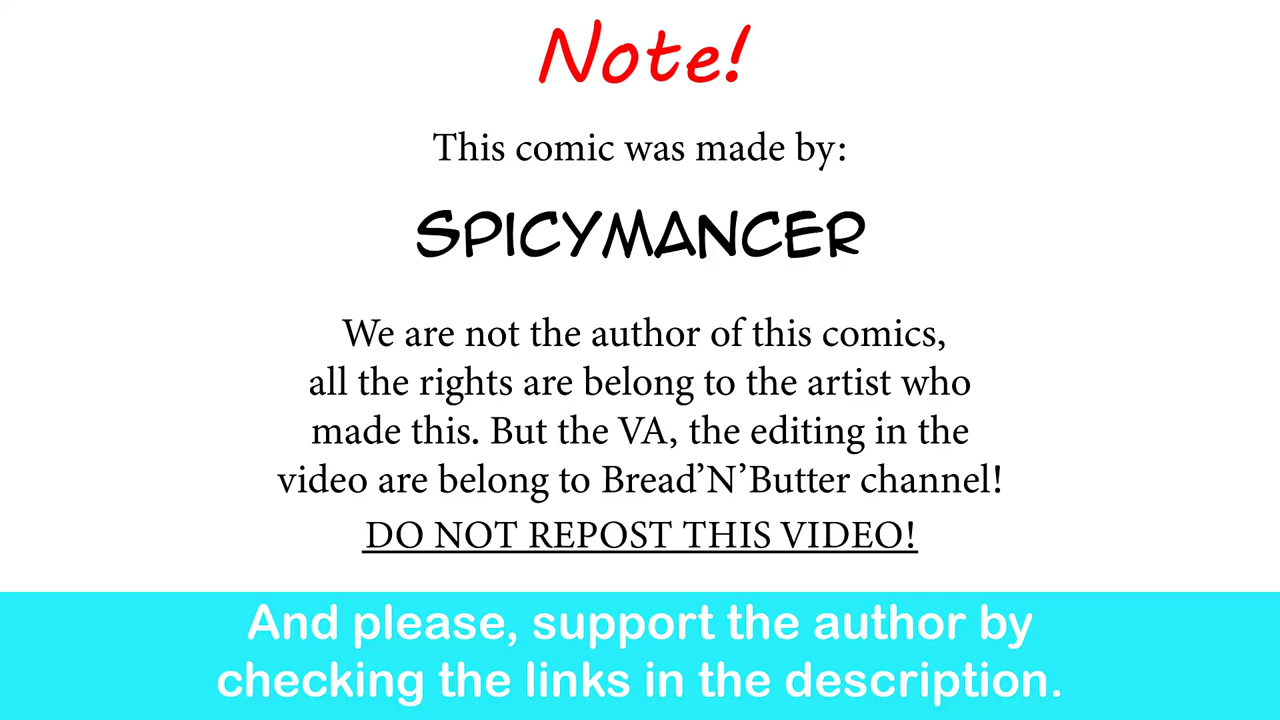 Note!
This comic was made by:
SPICYMANCER
We are not the author of this comics,
all the rights are belong to the artist who
made this. But the VA, the editing in the
video are belong to Bread’N’Butter channel!
DO NOT REPOST THIS VIDEO!
And please, support the author by
checking the links in the description.